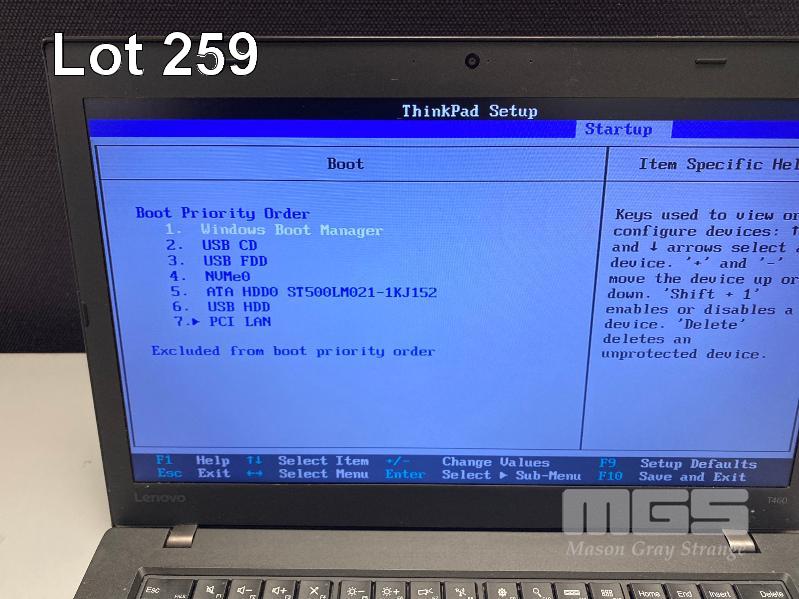 Lot 259
ThinkPad Setup
Startup
Boot
Item Specific Hel
Boot Priority Order
1. Windows Boot Manager
2. USB CD
3. USB FDD
4. NVMe0
5. ATA HDD0 ST500LM021-1KJ152
6. USB HDD
7.▶ PCI LAN
Excluded from boot priority order
Keys used to view or
configure devices: ↑
and ↓ arrows select a
device. '+' and '-'
move the device up or
down. 'Shift + 1'
enables or disables a
device. 'Delete'
deletes an
unprotected device.
F1 Help ↑↓ Select Item +/- Change Values F9 Setup Defaults
Esc Exit ←→ Select Menu Enter Select ▶ Sub-Menu F10 Save and Exit
Lenovo
T460
MGS
Mason Gray Strange
Esc
Home End Insert Delete